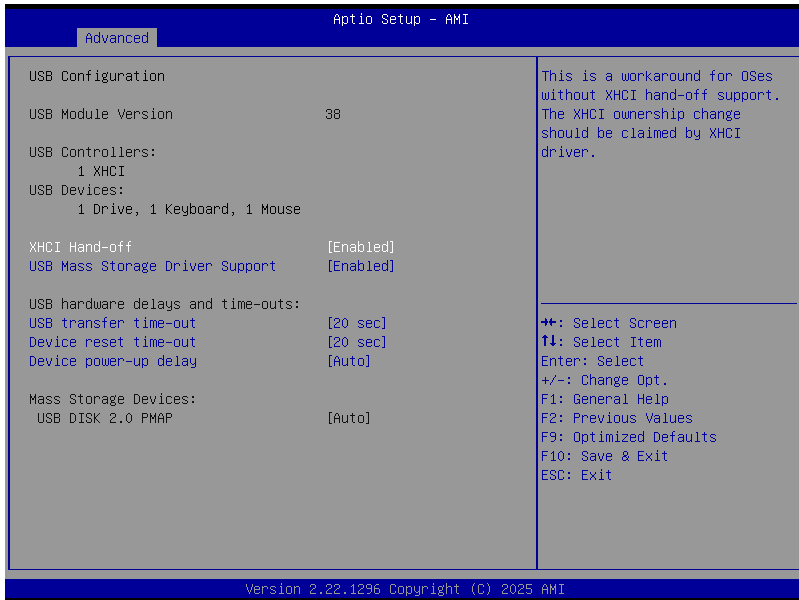 Aptio Setup – AMI
Advanced
USB Configuration
USB Module Version 38
USB Controllers:
1 XHCI
USB Devices:
1 Drive, 1 Keyboard, 1 Mouse
XHCI Hand-off [Enabled]
USB Mass Storage Driver Support [Enabled]
USB hardware delays and time-outs:
USB transfer time-out [20 sec]
Device reset time-out [20 sec]
Device power-up delay [Auto]
Mass Storage Devices:
USB DISK 2.0 PMAP [Auto]
This is a workaround for OSes
without XHCI hand-off support.
The XHCI ownership change
should be claimed by XHCI
driver.
→←: Select Screen
↑↓: Select Item
Enter: Select
+/-: Change Opt.
F1: General Help
F2: Previous Values
F9: Optimized Defaults
F10: Save & Exit
ESC: Exit
Version 2.22.1296 Copyright (C) 2025 AMI